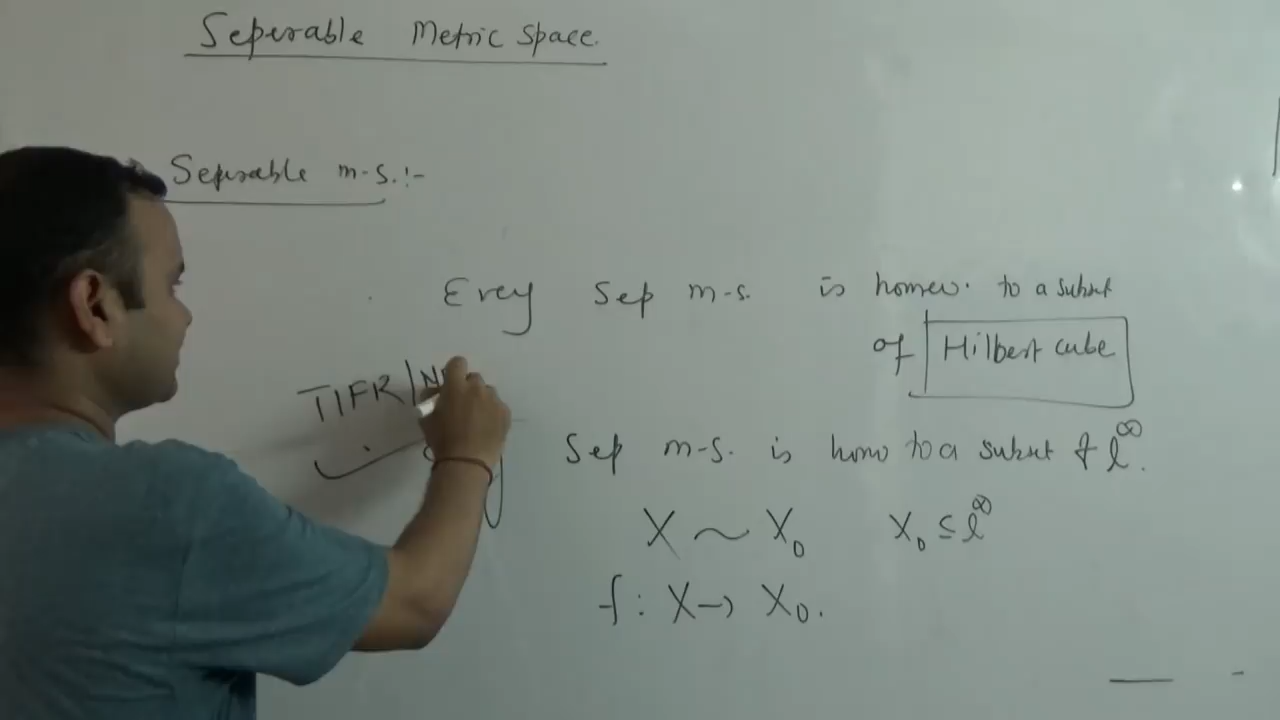 Seperable Metric Space.
Seperable m-s.:-
Erey Sep m-s. is homeo. to a subset
of Hilbert cube
TIFR/N
Sep m-s. is homo to a subset of l^∞.
X ~ X₀ X₀ ⊆ l^∞
f: X → X₀.